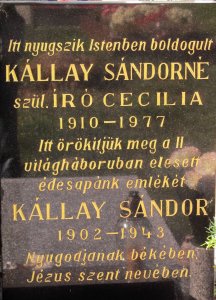 Itt nyugszik Istenben boldogult
KÁLLAY SÁNDORNÉ
szül. ÍRÓ CECILIA
1910-1977
Itt örökítjük meg a II
világháboruban elesett
édesapánk emlékét
KÁLLAY SÁNDOR
1902-1943
Nyugodjanak békében,
Jézus szent nevében.